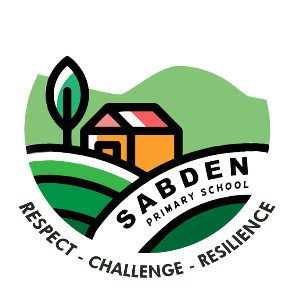 SABDEN
PRIMARY SCHOOL
RESPECT - CHALLENGE - RESILIENCE